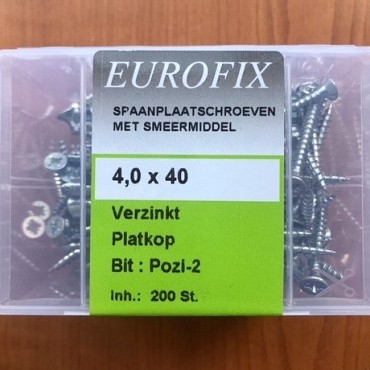 EUROFIX
SPAANPLAATSCHROEVEN
MET SMEERMIDDEL
4,0 x 40
Verzinkt
Platkop
Bit : Pozi-2
Inh.: 200 St.